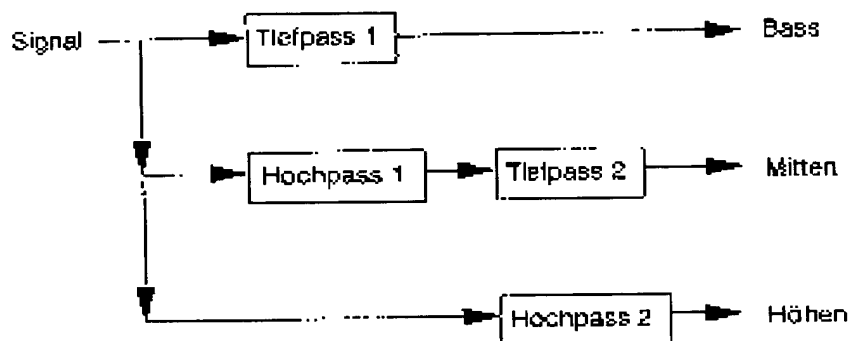 Signal
Tiefpass 1
Bass
Hochpass 1
Tiefpass 2
Mitten
Hochpass 2
Höhen